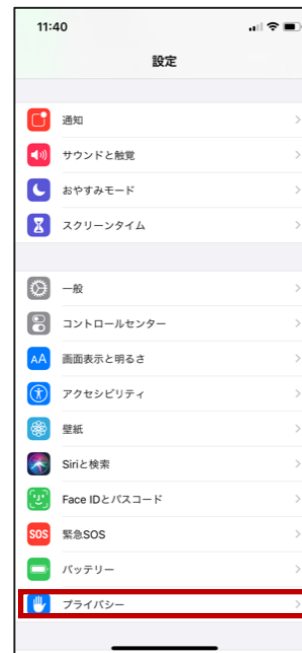 11:40
設定
通知
サウンドと触覚
おやすみモード
スクリーンタイム
一般
コントロールセンター
AA 画面表示と明るさ
アクセシビリティ
壁紙
Siriと検索
Face IDとパスコード
SOS 緊急SOS
バッテリー
プライバシー